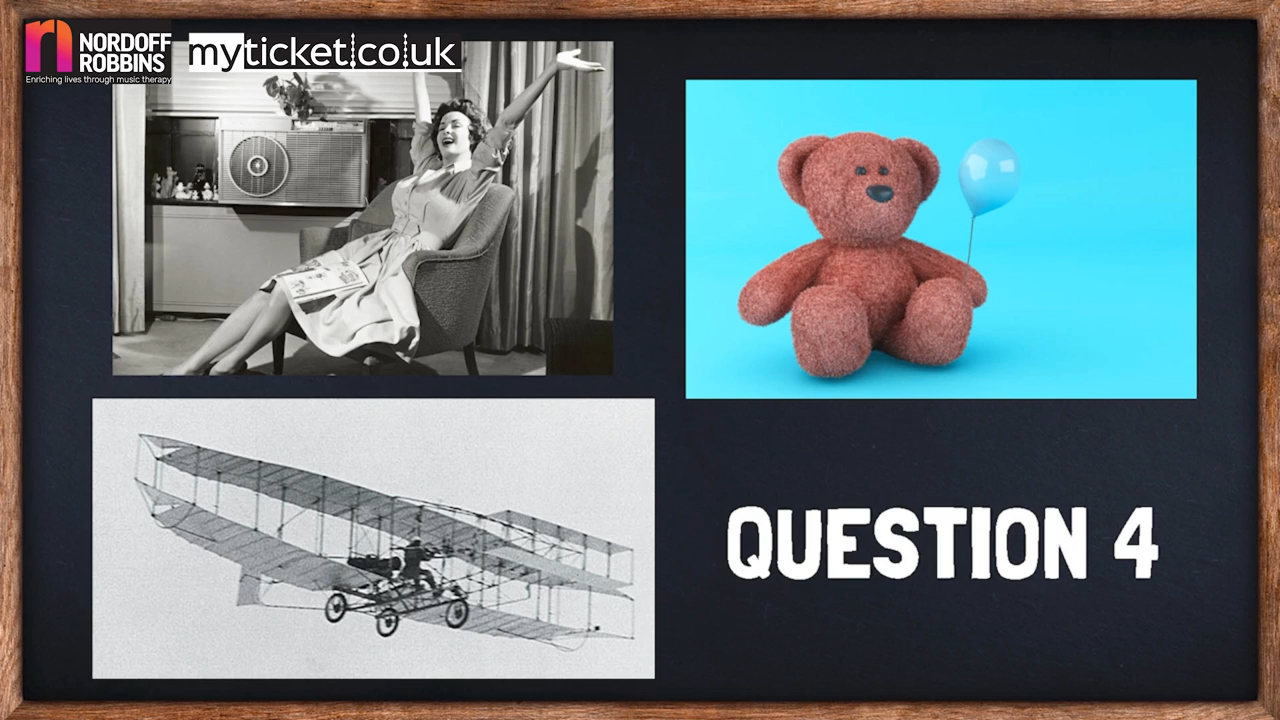 NORDOFF
ROBBINS
Enriching lives through music therapy
myticket.co.uk
QUESTION 4